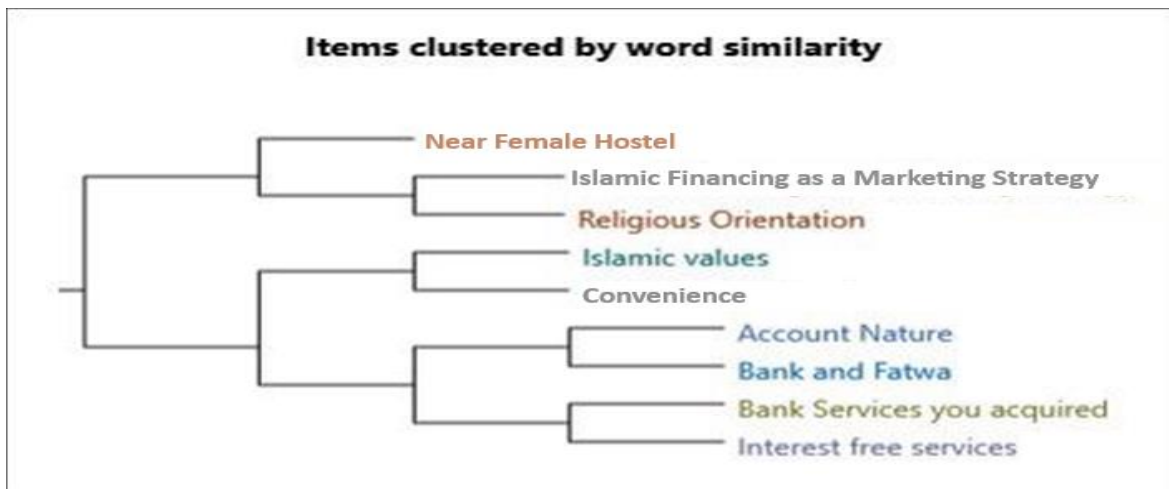 Items clustered by word similarity
Near Female Hostel
Islamic Financing as a Marketing Strategy
Religious Orientation
Islamic values
Convenience
Account Nature
Bank and Fatwa
Bank Services you acquired
Interest free services